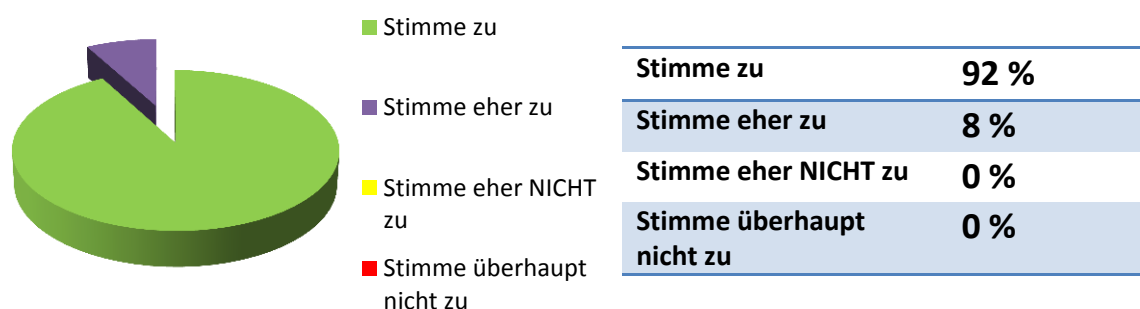 Stimme zu
Stimme eher zu
Stimme eher NICHT
zu
Stimme überhaupt
nicht zu
Stimme zu 92 %
Stimme eher zu 8 %
Stimme eher NICHT zu 0 %
Stimme überhaupt 0 %
nicht zu